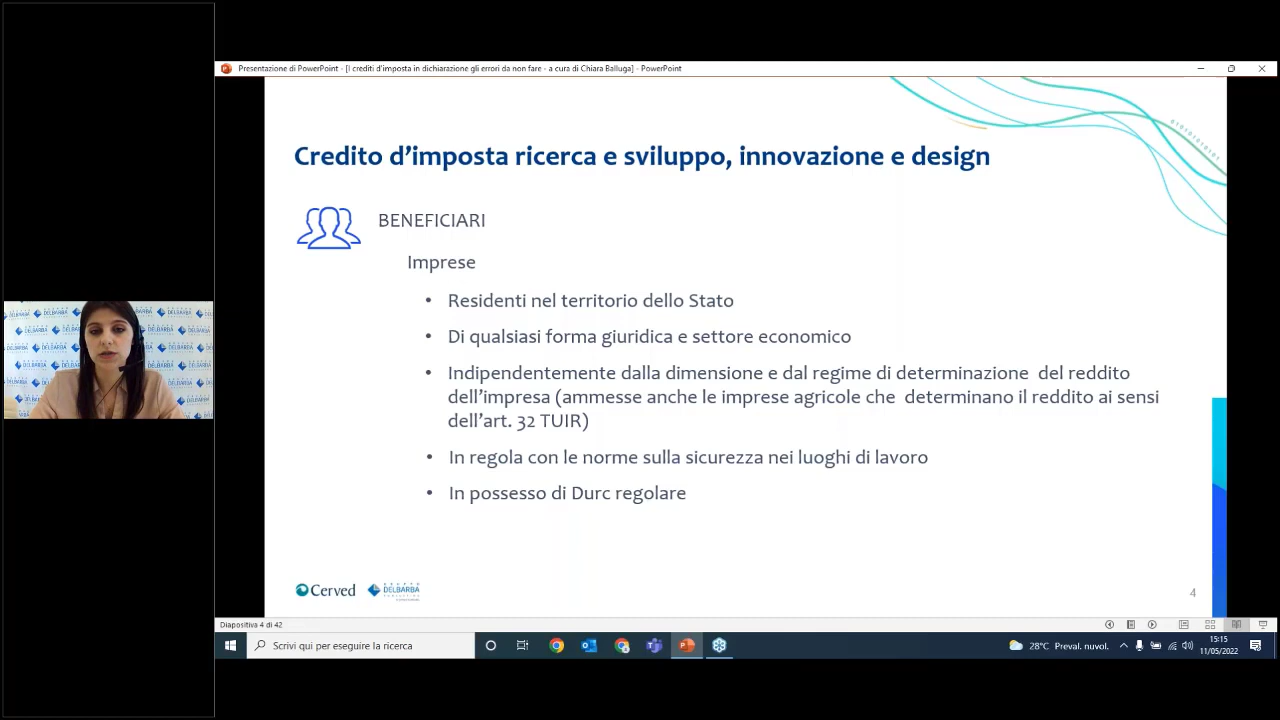 Presentazione di PowerPoint - [I crediti d'imposta in dichiarazione gli errori da non fare - a cura di Chiara Balluga] - PowerPoint
Credito d’imposta ricerca e sviluppo, innovazione e design
BENEFICIARI
Imprese
• Residenti nel territorio dello Stato
• Di qualsiasi forma giuridica e settore economico
• Indipendentemente dalla dimensione e dal regime di determinazione del reddito
dell’impresa (ammesse anche le imprese agricole che determinano il reddito ai sensi
dell’art. 32 TUIR)
• In regola con le norme sulla sicurezza nei luoghi di lavoro
• In possesso di Durc regolare
Cerved
GRUPPO
DELBARBA
4
Diapositiva 4 di 42
Scrivi qui per eseguire la ricerca
28°C Preval. nuvol.
15:15
11/05/2022
DELBARBA